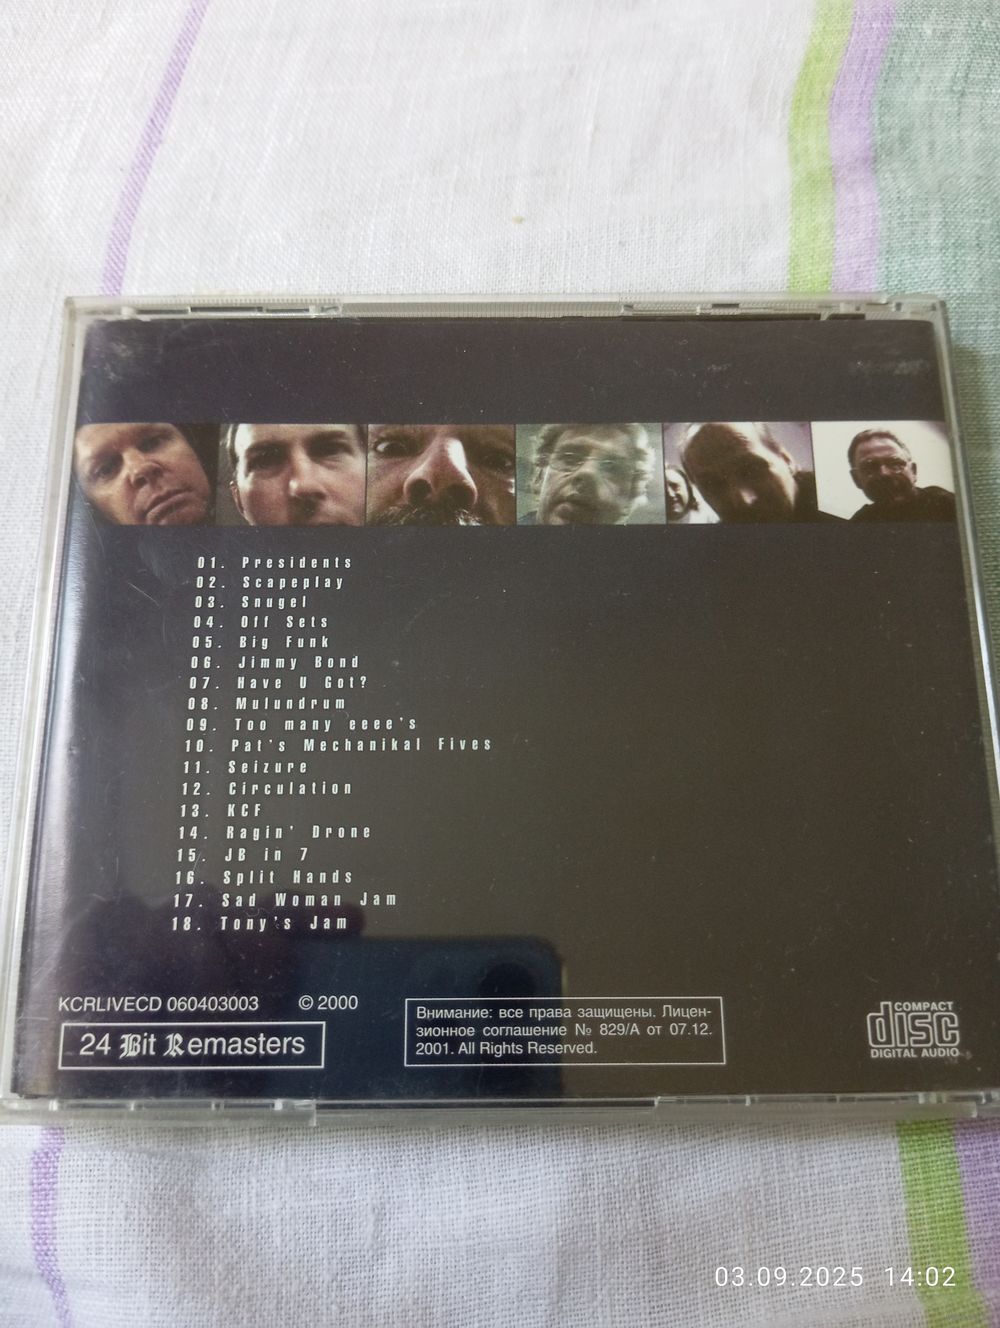 01. Presidents
02. Scapeplay
03. Snugel
04. Off Sets
05. Big Funk
06. Jimmy Bond
07. Have U Got?
08. Mulundrum
09. Too many eeee's
10. Pat's Mechanikal Fives
11. Seizure
12. Circulation
13. KCF
14. Ragin' Drone
15. JB in 7
16. Split Hands
17. Sad Woman Jam
18. Tony's Jam
KCRLIVECD 060403003 © 2000
24 Bit Remasters
Внимание: все права защищены. Лицен-
зионное соглашение № 829/А от 07.12.
2001. All Rights Reserved.
COMPACT
disc
DIGITAL AUDIO
03.09.2025 14:02